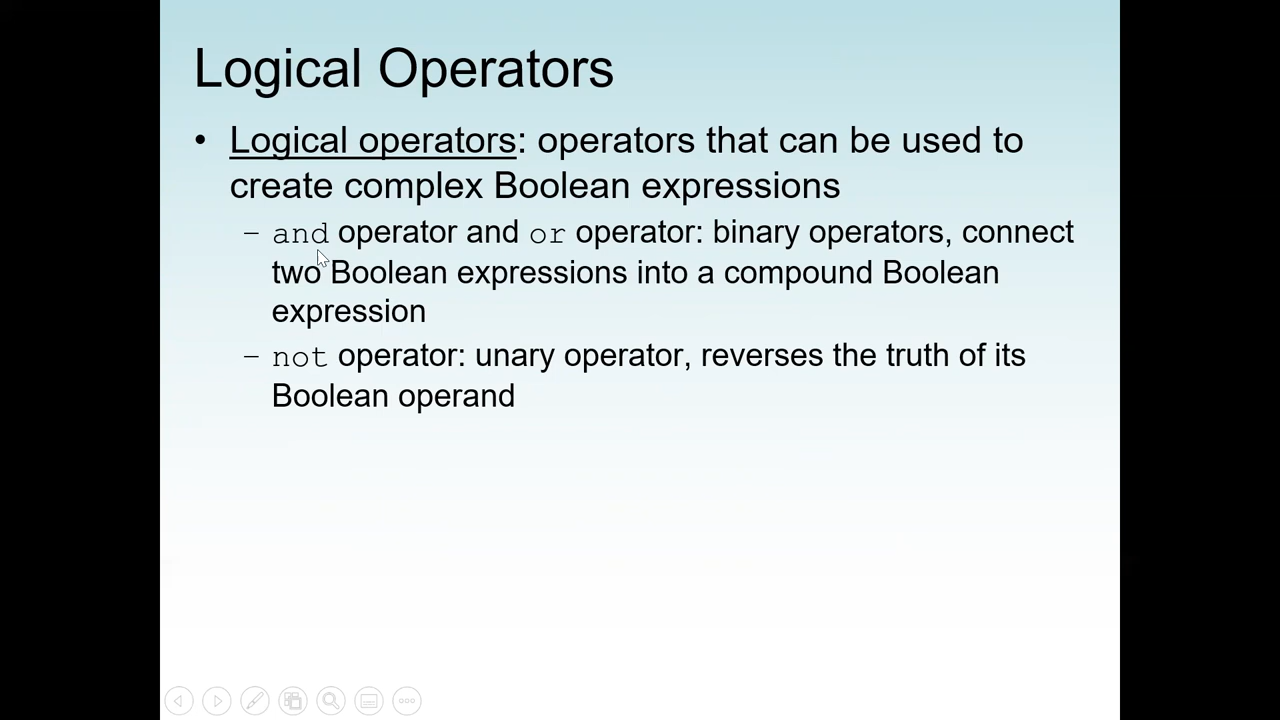 Logical Operators
• Logical operators: operators that can be used to
create complex Boolean expressions
– and operator and or operator: binary operators, connect
two Boolean expressions into a compound Boolean
expression
– not operator: unary operator, reverses the truth of its
Boolean operand